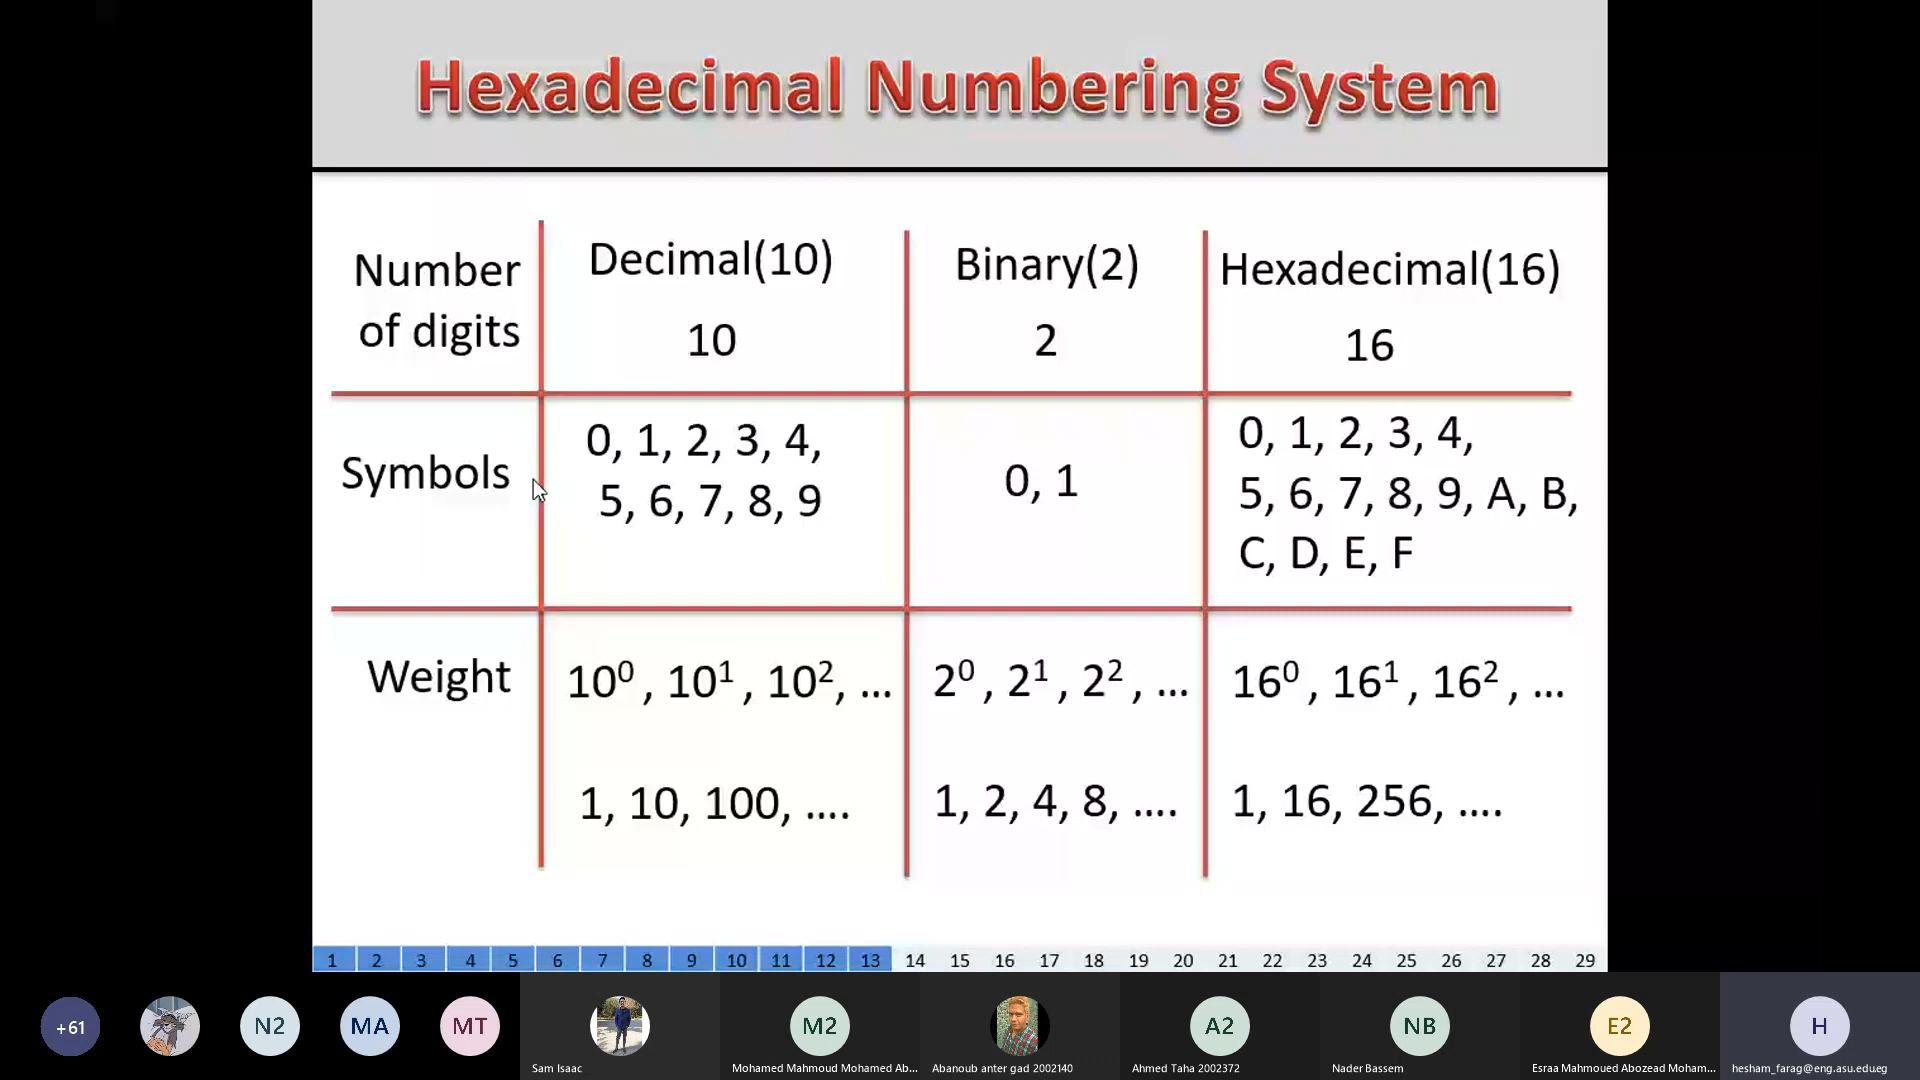 Hexadecimal Numbering System
Number
of digits
Decimal(10)
10
Binary(2)
2
Hexadecimal(16)
16
Symbols
0, 1, 2, 3, 4,
5, 6, 7, 8, 9
0, 1
0, 1, 2, 3, 4,
5, 6, 7, 8, 9, A, B,
C, D, E, F
Weight
10⁰ , 10¹ , 10², ...
2⁰ , 2¹ , 2² , ...
16⁰ , 16¹ , 16² , ...
1, 10, 100, ....
1, 2, 4, 8, ....
1, 16, 256, ....
1 2 3 4 5 6 7 8 9 10 11 12 13 14 15 16 17 18 19 20 21 22 23 24 25 26 27 28 29
+61
N2
MA
MT
Sam Isaac
M2
Mohamed Mahmoud Mohamed Ab...
Abanoub anter gad 2002140
A2
Ahmed Taha 2002372
NB
Nader Bassem
E2
Esraa Mahmoued Abozead Moham...
H
hesham_farag@eng.asu.edu.eg